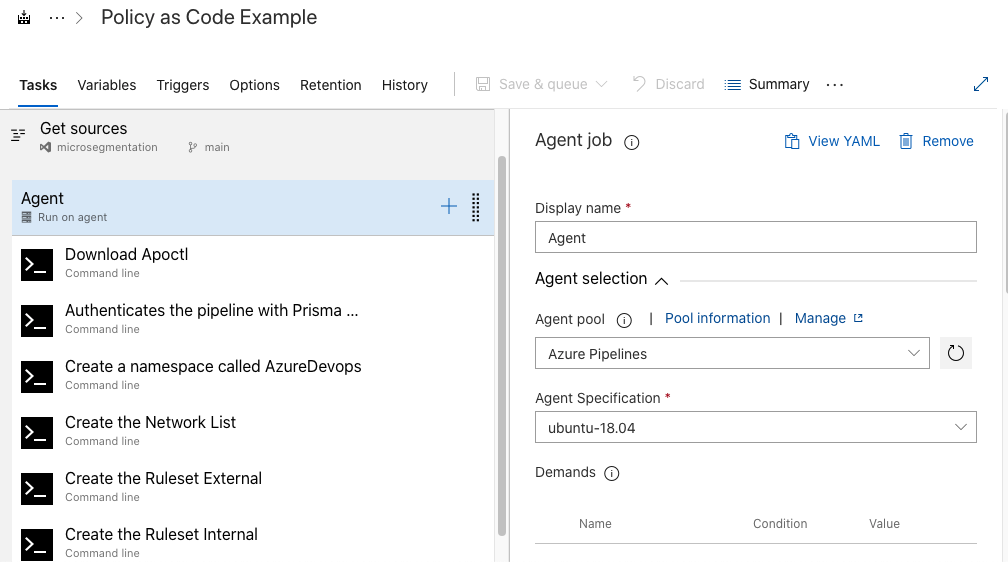 ··· > Policy as Code Example
Tasks Variables Triggers Options Retention History Save & queue Discard Summary ···
Get sources
microsegmentation main
Agent
Run on agent
Download Apoctl
Command line
Authenticates the pipeline with Prisma ...
Command line
Create a namespace called AzureDevops
Command line
Create the Network List
Command line
Create the Ruleset External
Command line
Create the Ruleset Internal
Command line
Agent job View YAML Remove
Display name *
Agent
Agent selection
Agent pool | Pool information | Manage
Azure Pipelines
Agent Specification *
ubuntu-18.04
Demands
Name Condition Value